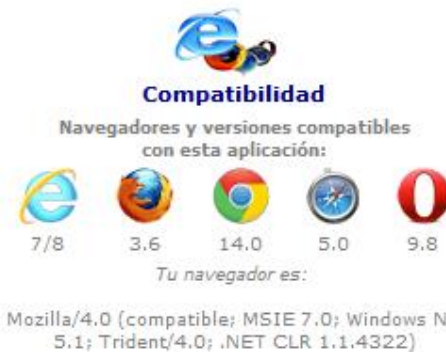 Compatibilidad
Navegadores y versiones compatibles
con esta aplicación:
7/8 3.6 14.0 5.0 9.8
Tu navegador es:
Mozilla/4.0 (compatible; MSIE 7.0; Windows N
5.1; Trident/4.0; .NET CLR 1.1.4322)